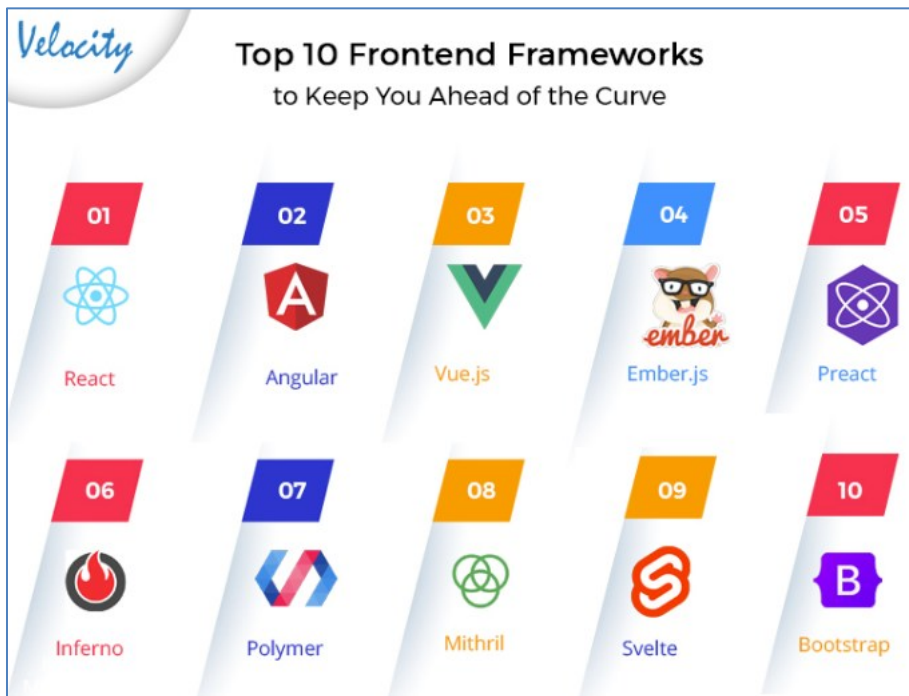 Velocity
Top 10 Frontend Frameworks
to Keep You Ahead of the Curve
01
02
03
04
05
A
ember
React
Angular
Vue.js
Ember.js
Preact
06
07
08
09
10
B
Inferno
Polymer
Mithril
Svelte
Bootstrap